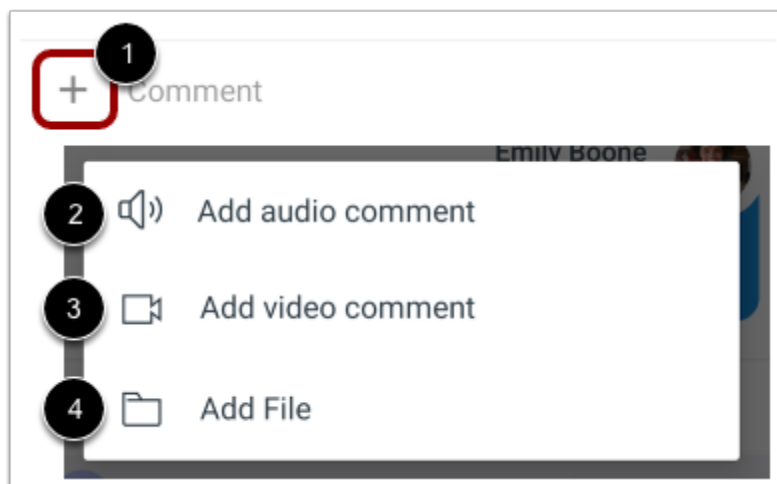 1
+ Comment
Emily Boone
2 Add audio comment
3 Add video comment
4 Add File